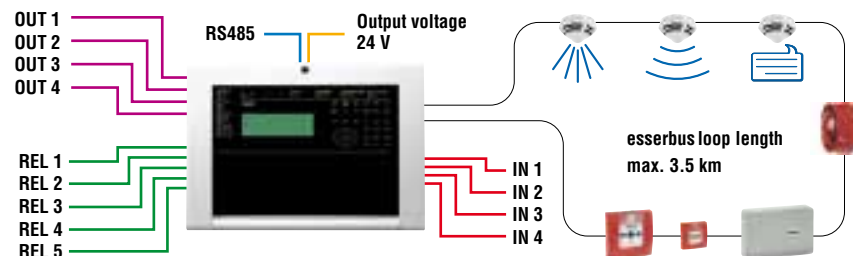 OUT 1
OUT 2
OUT 3
OUT 4
RS485
Output voltage
24 V
REL 1
REL 2
REL 3
REL 4
REL 5
IN 1
IN 2
IN 3
IN 4
esserbus loop length
max. 3.5 km